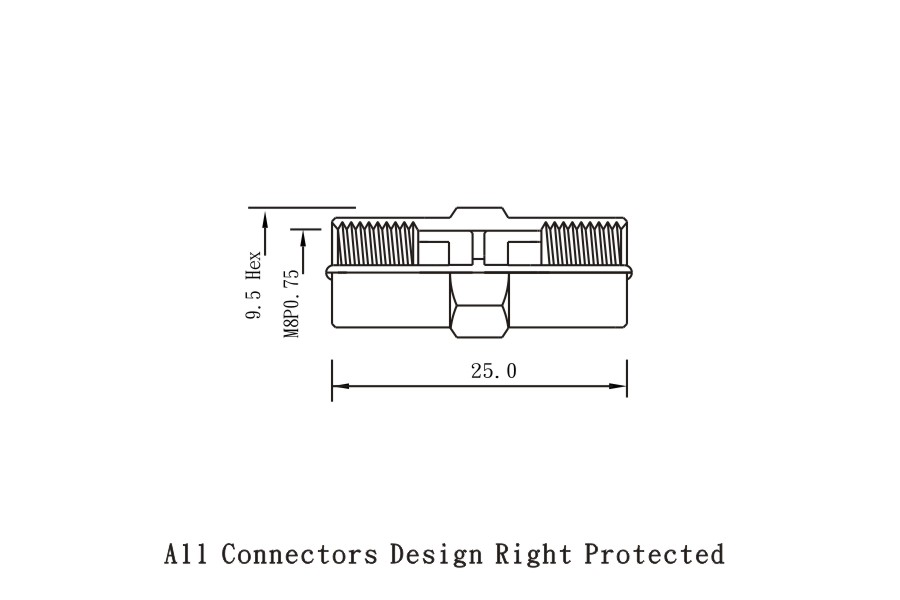 9.5 Hex
M8P0.75
25.0
All Connectors Design Right Protected